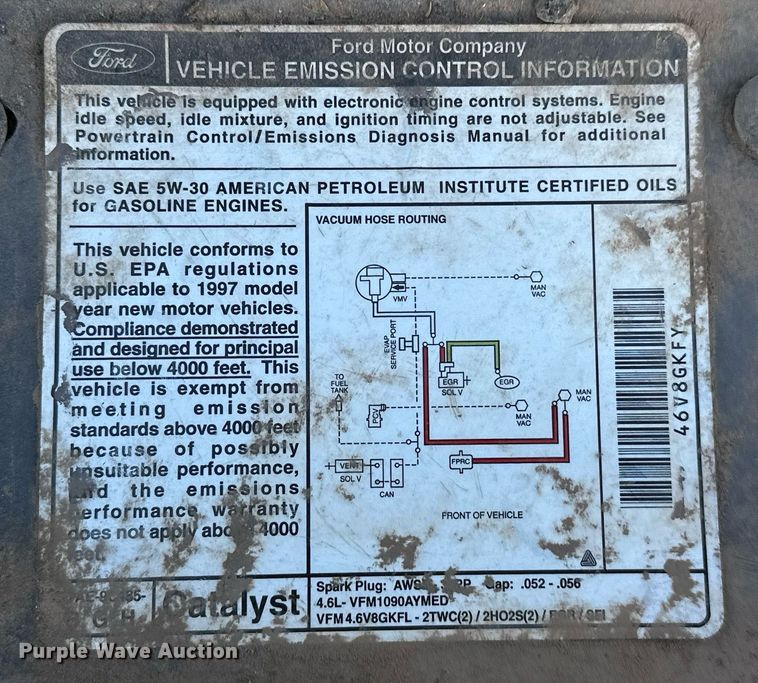 Ford
Ford Motor Company
VEHICLE EMISSION CONTROL INFORMATION
This vehicle is equipped with electronic engine control systems. Engine
idle speed, idle mixture, and ignition timing are not adjustable. See
Powertrain Control/Emissions Diagnosis Manual for additional
information.
Use SAE 5W-30 AMERICAN PETROLEUM INSTITUTE CERTIFIED OILS
for GASOLINE ENGINES.
This vehicle conforms to
U.S. EPA regulations
applicable to 1997 model
year new motor vehicles.
Compliance demonstrated
and designed for principal
use below 4000 feet. This
vehicle is exempt from
meeting emission
standards above 4000 feet
because of possibly
unsuitable performance,
and the emissions
performance warranty
does not apply above 4000
feet.
VACUUM HOSE ROUTING
VMV
MAN
VAC
EVAP
SERVICE PORT
TO
FUEL
TANK
EGR
SOL V
EGR
PCV
MAN
VAC
MAN
VAC
VENT
SOL V
CAN
FPRC
FRONT OF VEHICLE
46V8GKFY
Catalyst
Spark Plug: Gap: .052 - .056
4.6L- VFM1090AYMED
VFM4.6V8GKFL - 2TWC(2) / 2HO2S(2) / EGR / SFI
Purple Wave Auction